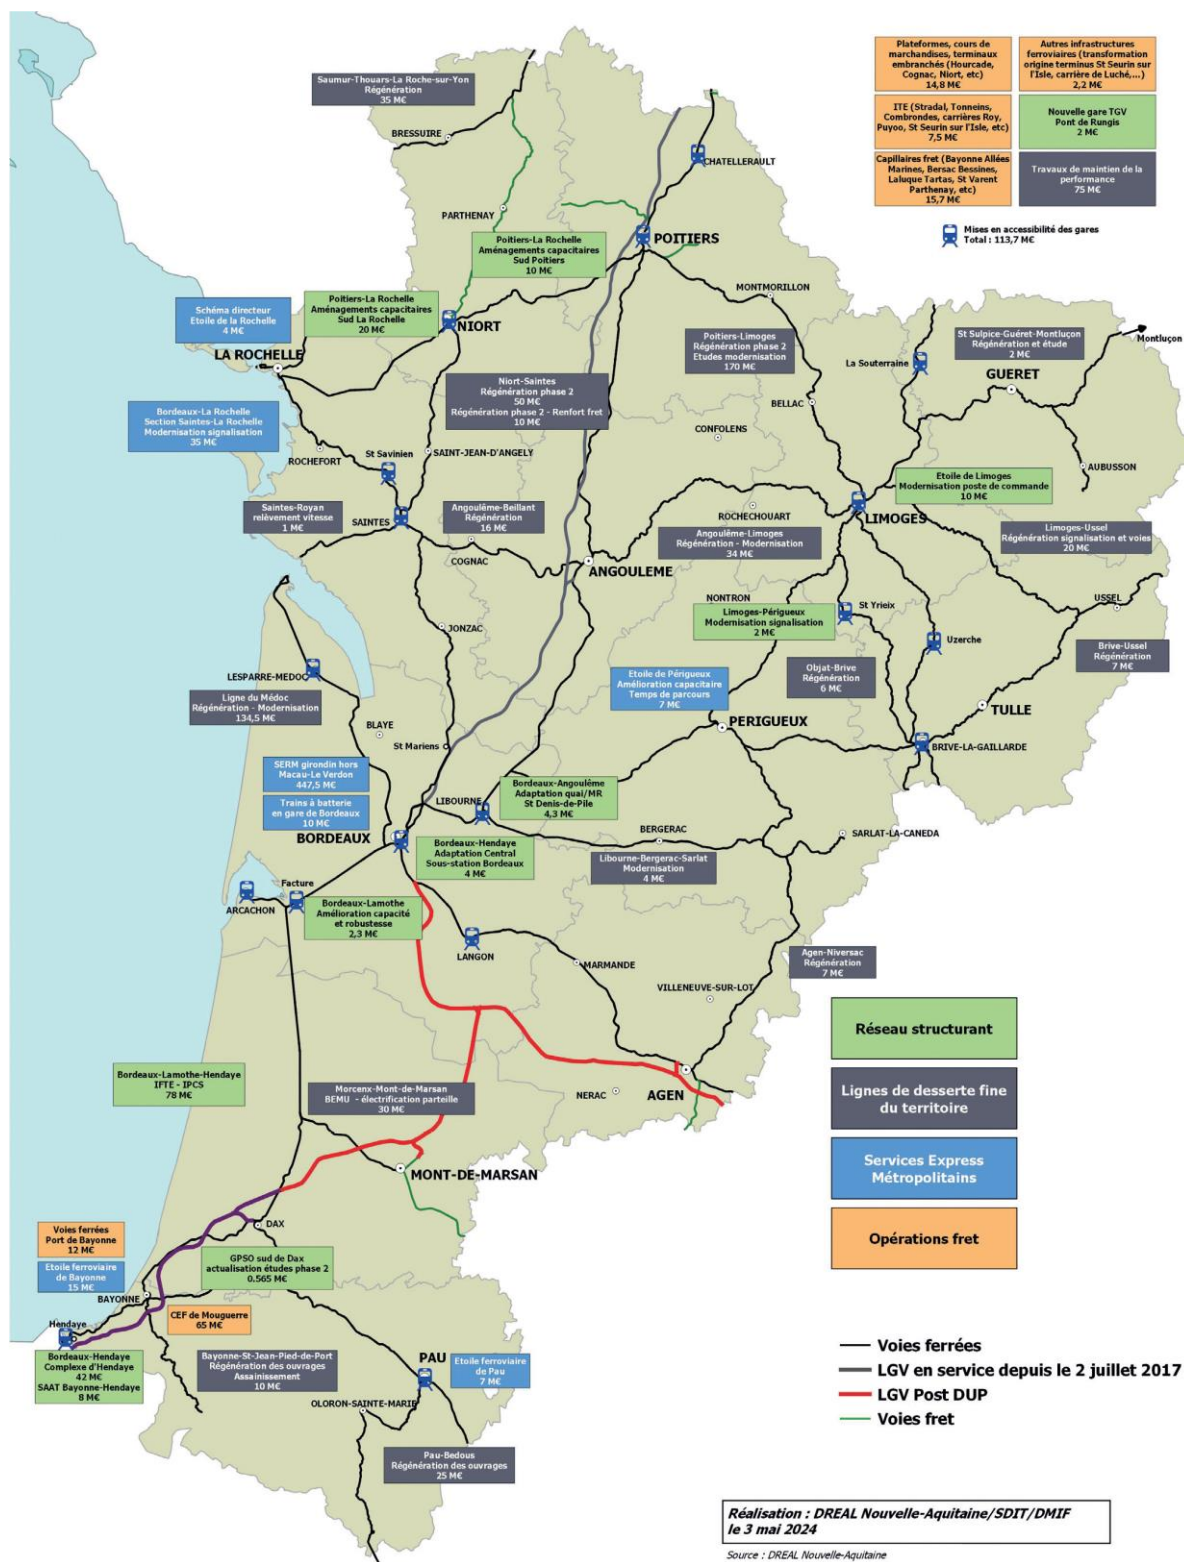 Plateformes, cours de
marchandises, terminaux
embranchés (Hourcade,
Cognac, Niort, etc)
14,8 M€
Autres infrastructures
ferroviaires (transformation
origine terminus St Seurin sur
l'Isle, carrière de Luché,...)
2,2 M€
ITE (Stradal, Tonneins,
Combrondes, carrières Roy,
Puyoo, St Seurin sur l'Isle, etc)
7,5 M€
Nouvelle gare TGV
Pont de Rungis
2 M€
Capillaires fret (Bayonne Allées
Marines, Bersac Bessines,
Laluque Tartas, St Varent
Parthenay, etc)
15,7 M€
Travaux de maintien de la
performance
75 M€
Mises en accessibilité des gares
Total : 113,7 M€
Saumur-Thouars-La Roche-sur-Yon
Régénération
35 M€
BRESSUIRE
CHATELLERAULT
PARTHENAY
POITIERS
Poitiers-La Rochelle
Aménagements capacitaires
Sud Poitiers
10 M€
MONTMORILLON
Schéma directeur
Etoile de la Rochelle
4 M€
Poitiers-La Rochelle
Aménagements capacitaires
Sud La Rochelle
20 M€
NIORT
LA ROCHELLE
Poitiers-Limoges
Régénération phase 2
Etudes modernisation
170 M€
La Souterraine
St Sulpice-Guéret-Montluçon
Régénération et étude
2 M€
Montluçon
GUERET
Niort-Saintes
Régénération phase 2
50 M€
Régénération phase 2 - Renfort fret
10 M€
BELLAC
Bordeaux-La Rochelle
Section Saintes-La Rochelle
Modernisation signalisation
35 M€
CONFOLENS
ROCHEFORT
St Savinien
SAINT-JEAN-D'ANGELY
AUBUSSON
Etoile de Limoges
Modernisation poste de commande
10 M€
Saintes-Royan
relèvement vitesse
1 M€
SAINTES
Angoulême-Beillant
Régénération
16 M€
COGNAC
ROCHECHOUART
LIMOGES
Angoulême-Limoges
Régénération - Modernisation
34 M€
Limoges-Ussel
Régénération signalisation et voies
20 M€
ANGOULEME
NONTRON
St Yrieix
USSEL
Limoges-Périgueux
Modernisation signalisation
2 M€
JONZAC
Uzerche
Brive-Ussel
Régénération
7 M€
LESPARRE-MEDOC
Ligne du Médoc
Régénération - Modernisation
134,5 M€
Etoile de Périgueux
Amélioration capacitaire
Temps de parcours
7 M€
Objat-Brive
Régénération
6 M€
TULLE
BLAYE
PERIGUEUX
St Mariens
BRIVE-LA-GAILLARDE
SERM girondin hors
Macau-Le Verdon
447,5 M€
Trains à batterie
en gare de Bordeaux
10 M€
LIBOURNE
Bordeaux-Angoulême
Adaptation quai/MR
St Denis-de-Pile
4,3 M€
BORDEAUX
BERGERAC
SARLAT-LA-CANEDA
Bordeaux-Hendaye
Adaptation Central
Sous-station Bordeaux
4 M€
Libourne-Bergerac-Sarlat
Modernisation
4 M€
Facture
ARCACHON
Bordeaux-Lamothe
Amélioration capacité
et robustesse
2,3 M€
LANGON
MARMANDE
Agen-Niversac
Régénération
7 M€
VILLENEUVE-SUR-LOT
Réseau structurant
Bordeaux-Lamothe-Hendaye
IFTE - IPCS
78 M€
Morcenx-Mont-de-Marsan
BEMU - électrification parteille
30 M€
NERAC
AGEN
Lignes de desserte fine
du territoire
MONT-DE-MARSAN
Services Express
Métropolitains
DAX
Voies ferrées
Port de Bayonne
12 M€
Opérations fret
Etoile ferroviaire
de Bayonne
15 M€
GPSO sud de Dax
actualisation études phase 2
0.565 M€
BAYONNE
CEF de Mouguerre
65 M€
Hendaye
Bordeaux-Hendaye
Complexe d'Hendaye
42 M€
SAAT Bayonne-Hendaye
8 M€
Bayonne-St-Jean-Pied-de-Port
Régénération des ouvrages
Assainissement
10 M€
PAU
Etoile ferroviaire
de Pau
7 M€
OLORON-SAINTE-MARIE
Pau-Bedous
Régénération des ouvrages
25 M€
Voies ferrées
LGV en service depuis le 2 juillet 2017
LGV Post DUP
Voies fret
Réalisation : DREAL Nouvelle-Aquitaine/SDIT/DMIF
le 3 mai 2024
Source : DREAL Nouvelle-Aquitaine